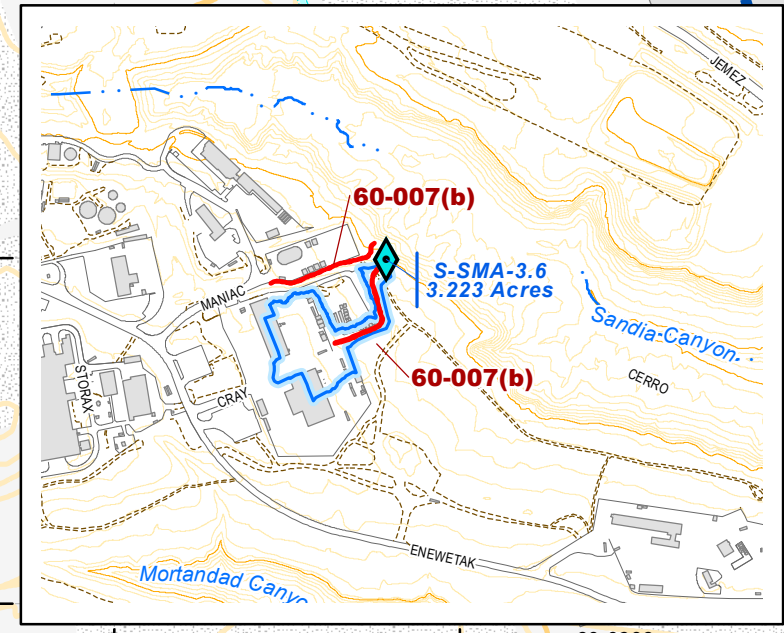 JEMEZ
60-007(b)
S-SMA-3.6
3.223 Acres
MANIAC
Sandia Canyon
CERRO
STORAX
CRAY
60-007(b)
ENEWETAK
Mortandad Canyo